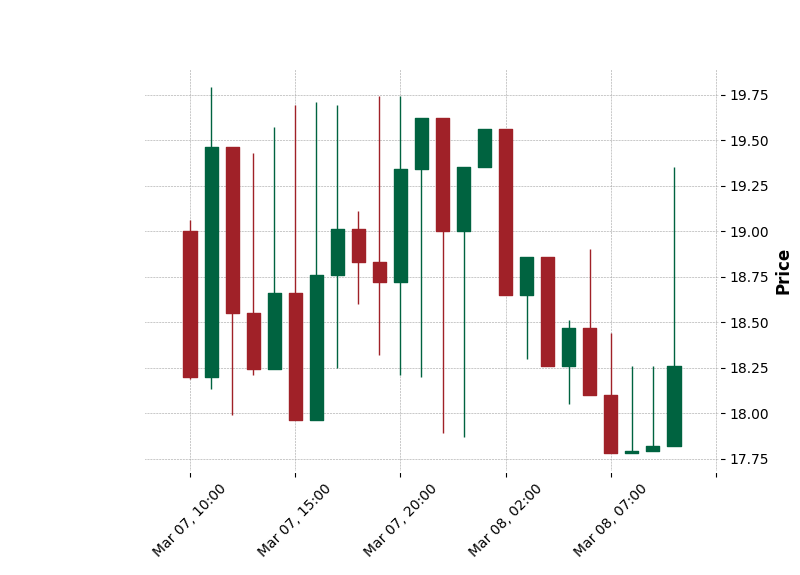 19.75
19.50
19.25
19.00
18.75
18.50
18.25
18.00
17.75
Price
Mar 07, 10:00
Mar 07, 15:00
Mar 07, 20:00
Mar 08, 02:00
Mar 08, 07:00